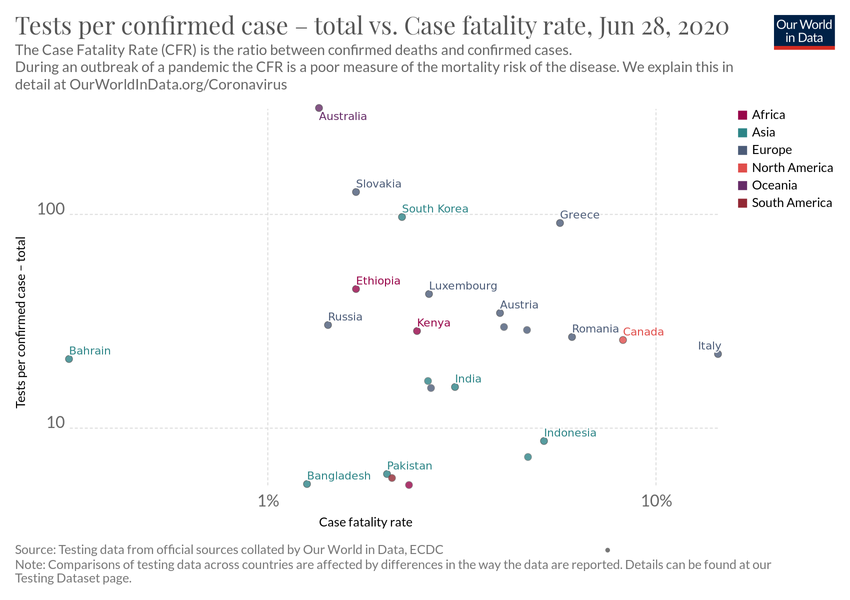 Tests per confirmed case – total vs. Case fatality rate, Jun 28, 2020
Our World
in Data
The Case Fatality Rate (CFR) is the ratio between confirmed deaths and confirmed cases.
During an outbreak of a pandemic the CFR is a poor measure of the mortality risk of the disease. We explain this in
detail at OurWorldInData.org/Coronavirus
Africa
Asia
Europe
North America
Oceania
South America
Tests per confirmed case – total
100
10
Australia
Slovakia
South Korea
Greece
Ethiopia
Luxembourg
Austria
Russia
Kenya
Romania
Canada
Italy
Bahrain
India
Indonesia
Pakistan
Bangladesh
1%
10%
Case fatality rate
Source: Testing data from official sources collated by Our World in Data, ECDC
Note: Comparisons of testing data across countries are affected by differences in the way the data are reported. Details can be found at our
Testing Dataset page.